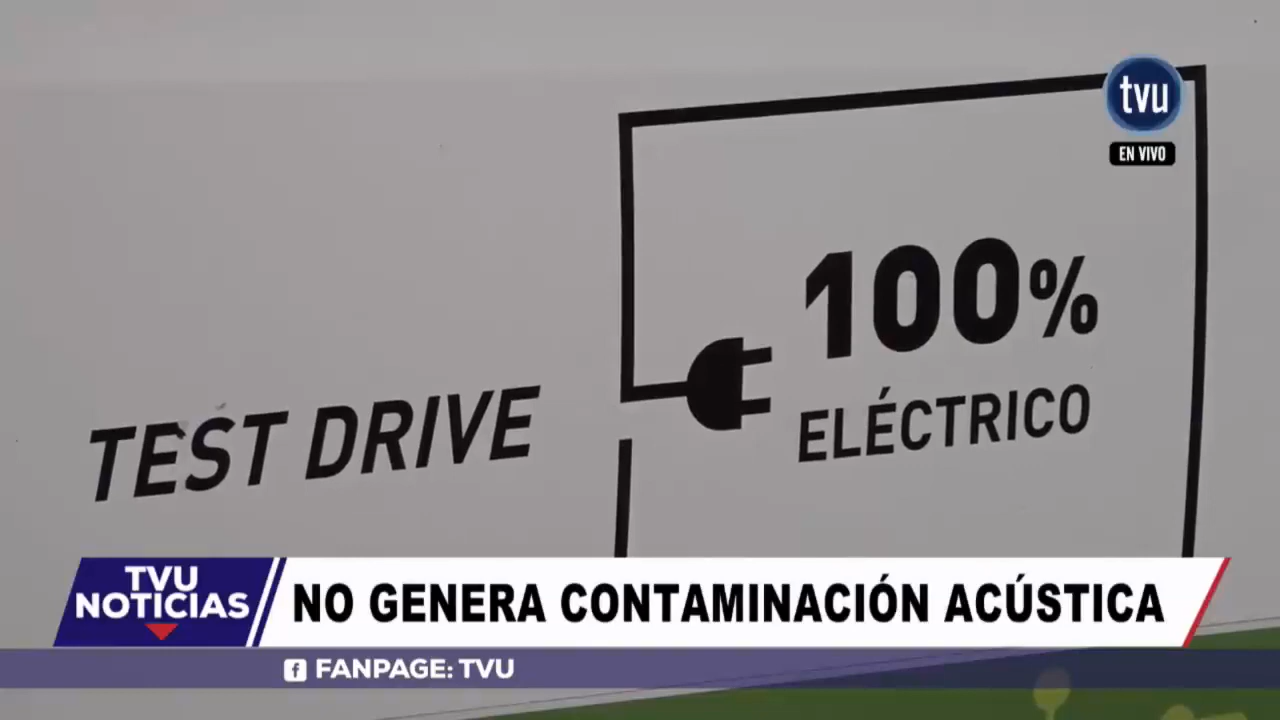 tvu
EN VIVO
100%
ELÉCTRICO
TEST DRIVE
TVU
NOTICIAS
NO GENERA CONTAMINACIÓN ACÚSTICA
f FANPAGE: TVU